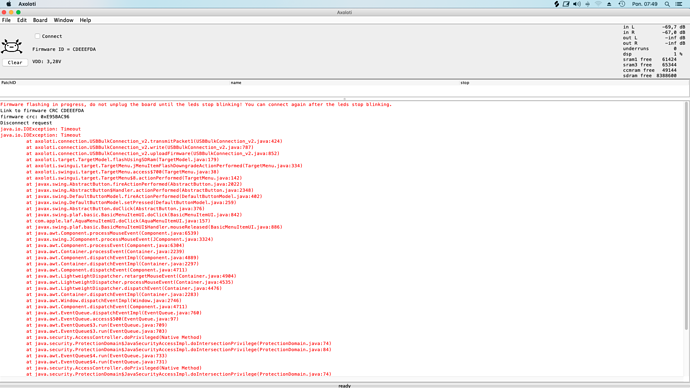 Axoloti
Pon. 07:49
Axoloti
File Edit Board Window Help
Connect
Firmware ID = CDEEEFDA
Clear
VDD: 3,28V
in L -69,7 dB
in R -67,0 dB
out L -inf dB
out R -inf dB
underruns 0
dsp 1 %
sram1 free 61424
sram3 free 65344
ccmram free 49144
sdram free 8388600
PatchID name stop
Firmware flashing in progress, do not unplug the board until the leds stop blinking! You can connect again after the leds stop blinking.
Link to firmware CRC CDEEEFDA
firmware crc: 0xE95BAC96
Disconnect request
java.io.IOException: Timeout
java.io.IOException: Timeout
at axoloti.connection.USBBulkConnection_v2.transmitPacket1(USBBulkConnection_v2.java:424)
at axoloti.connection.USBBulkConnection_v2.write(USBBulkConnection_v2.java:787)
at axoloti.connection.USBBulkConnection_v2.uploadFirmware(USBBulkConnection_v2.java:852)
at axoloti.target.TargetModel.flashUsingSDRam(TargetModel.java:179)
at axoloti.swingui.target.TargetMenu.jMenuItemFlashDowngradeActionPerformed(TargetMenu.java:334)
at axoloti.swingui.target.TargetMenu.access$700(TargetMenu.java:38)
at axoloti.swingui.target.TargetMenu$8.actionPerformed(TargetMenu.java:142)
at javax.swing.AbstractButton.fireActionPerformed(AbstractButton.java:2022)
at javax.swing.AbstractButton$Handler.actionPerformed(AbstractButton.java:2348)
at javax.swing.DefaultButtonModel.fireActionPerformed(DefaultButtonModel.java:402)
at javax.swing.DefaultButtonModel.setPressed(DefaultButtonModel.java:259)
at javax.swing.AbstractButton.doClick(AbstractButton.java:376)
at javax.swing.plaf.basic.BasicMenuItemUI.doClick(BasicMenuItemUI.java:842)
at com.apple.laf.AquaMenuItemUI.doClick(AquaMenuItemUI.java:157)
at javax.swing.plaf.basic.BasicMenuItemUI$Handler.mouseReleased(BasicMenuItemUI.java:886)
at java.awt.Component.processMouseEvent(Component.java:6539)
at javax.swing.JComponent.processMouseEvent(JComponent.java:3324)
at java.awt.Component.processEvent(Component.java:6304)
at java.awt.Container.processEvent(Container.java:2239)
at java.awt.Component.dispatchEventImpl(Component.java:4889)
at java.awt.Container.dispatchEventImpl(Container.java:2297)
at java.awt.Component.dispatchEvent(Component.java:4711)
at java.awt.LightweightDispatcher.retargetMouseEvent(Container.java:4904)
at java.awt.LightweightDispatcher.processMouseEvent(Container.java:4535)
at java.awt.LightweightDispatcher.dispatchEvent(Container.java:4476)
at java.awt.Container.dispatchEventImpl(Container.java:2283)
at java.awt.Window.dispatchEventImpl(Window.java:2746)
at java.awt.Component.dispatchEvent(Component.java:4711)
at java.awt.EventQueue.dispatchEventImpl(EventQueue.java:760)
at java.awt.EventQueue.access$500(EventQueue.java:97)
at java.awt.EventQueue$3.run(EventQueue.java:709)
at java.awt.EventQueue$3.run(EventQueue.java:703)
at java.security.AccessController.doPrivileged(Native Method)
at java.security.ProtectionDomain$JavaSecurityAccessImpl.doIntersectionPrivilege(ProtectionDomain.java:74)
at java.security.ProtectionDomain$JavaSecurityAccessImpl.doIntersectionPrivilege(ProtectionDomain.java:84)
at java.awt.EventQueue$4.run(EventQueue.java:733)
at java.awt.EventQueue$4.run(EventQueue.java:731)
at java.security.AccessController.doPrivileged(Native Method)
at java.security.ProtectionDomain$JavaSecurityAccessImpl.doIntersectionPrivilege(ProtectionDomain.java:74)
ready